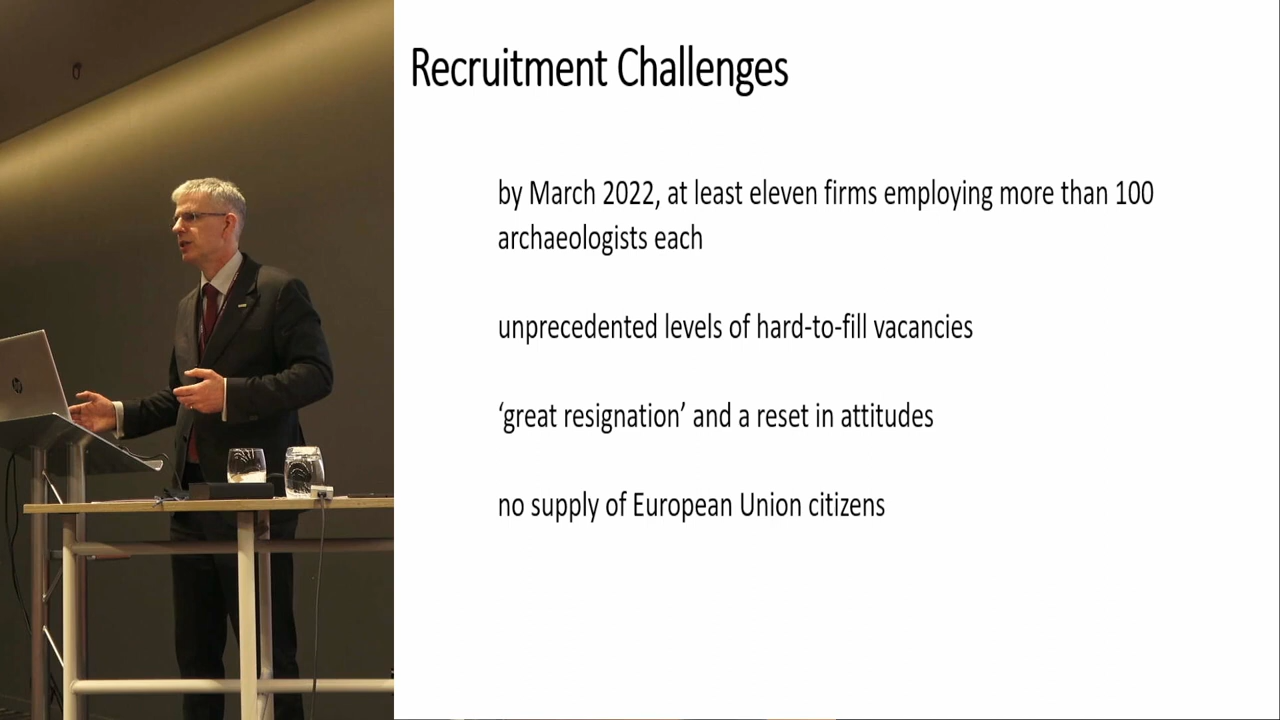 Recruitment Challenges
by March 2022, at least eleven firms employing more than 100
archaeologists each
unprecedented levels of hard-to-fill vacancies
‘great resignation’ and a reset in attitudes
no supply of European Union citizens
hp